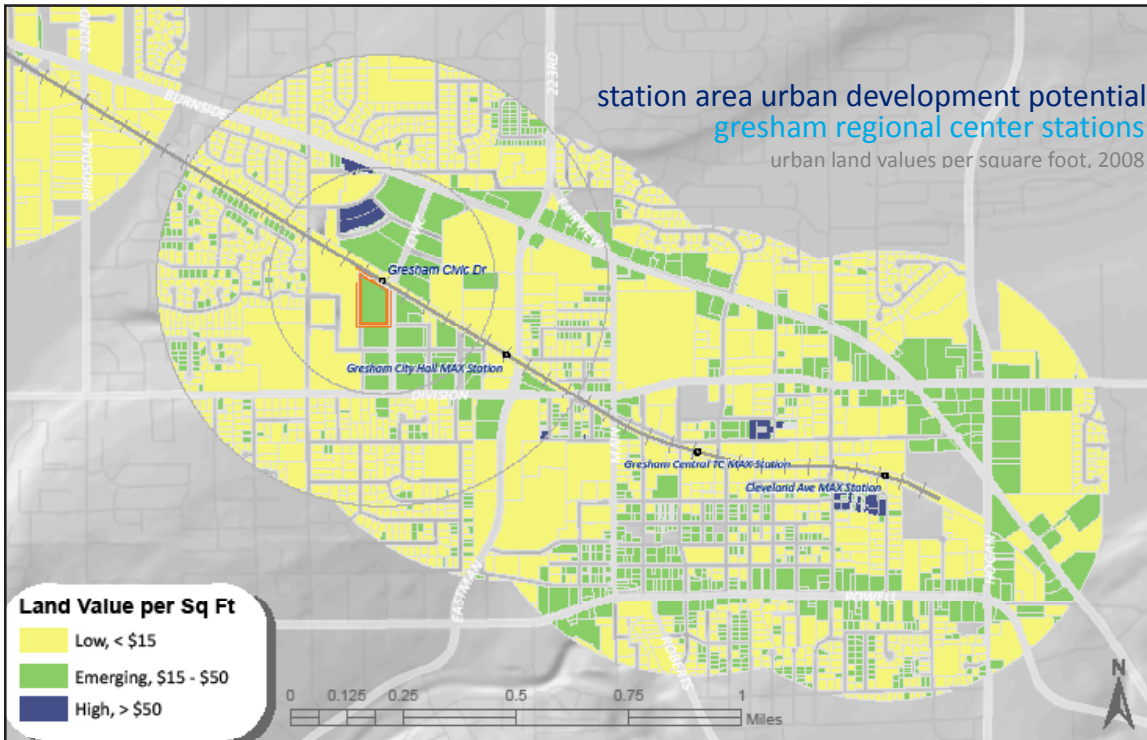 station area urban development potential
gresham regional center stations
urban land values per square foot, 2008
202ND
BIRDSDALE
BURNSIDE
223RD
FAIRVIEW
CIVIC
Gresham Civic Dr
Gresham City Hall MAX Station
DIVISION
MAIN
Gresham Central TC MAX Station
Cleveland Ave MAX Station
EASTMAN
HOGAN
POWELL
ROBERTS
Land Value per Sq Ft
Low, < $15
Emerging, $15 - $50
High, > $50
0 0.125 0.25 0.5 0.75 1
Miles
N